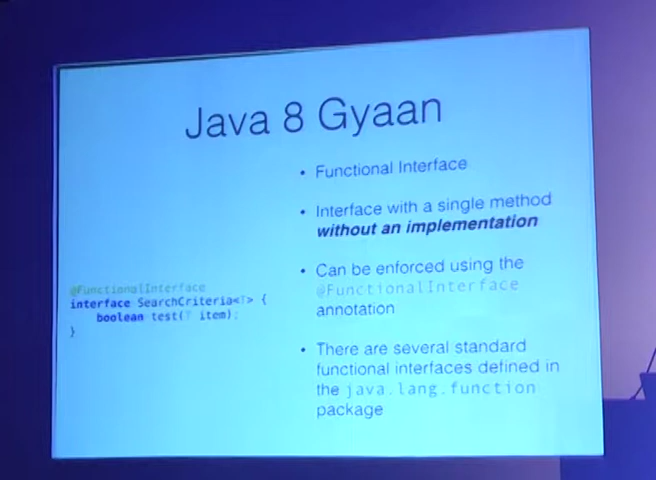 Java 8 Gyaan
• Functional Interface
• Interface with a single method
without an implementation
• Can be enforced using the
@FunctionalInterface
annotation
• There are several standard
functional interfaces defined in
the java.lang.function
package
@FunctionalInterface
interface SearchCriteria<T> {
boolean test(T item);
}